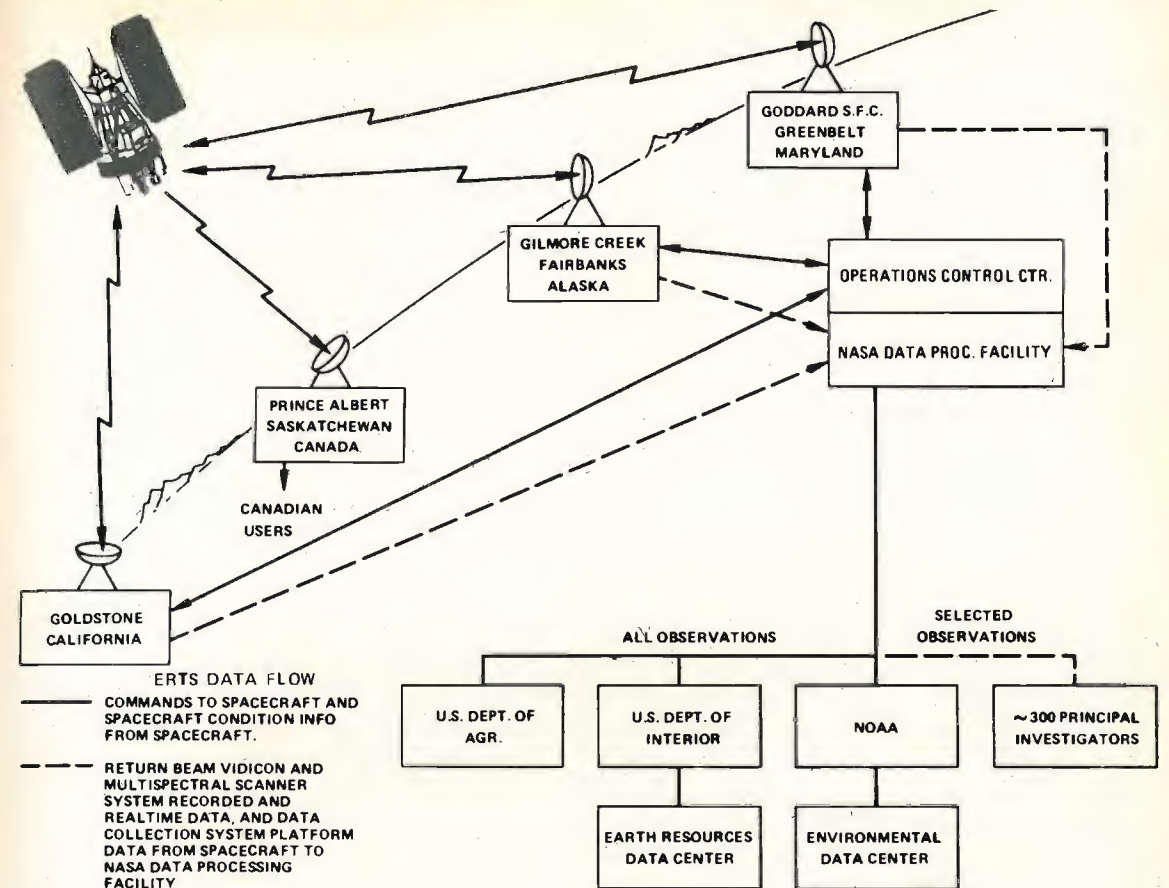 GODDARD S.F.C.
GREENBELT
MARYLAND
GILMORE CREEK
FAIRBANKS
ALASKA
OPERATIONS CONTROL CTR.
NASA DATA PROC. FACILITY
PRINCE ALBERT
SASKATCHEWAN
CANADA
CANADIAN
USERS
GOLDSTONE
CALIFORNIA
ERTS DATA FLOW
COMMANDS TO SPACECRAFT AND
SPACECRAFT CONDITION INFO
FROM SPACECRAFT.
RETURN BEAM VIDICON AND
MULTISPECTRAL SCANNER
SYSTEM RECORDED AND
REALTIME DATA, AND DATA
COLLECTION SYSTEM PLATFORM
DATA FROM SPACECRAFT TO
NASA DATA PROCESSING
FACILITY
ALL OBSERVATIONS
SELECTED
OBSERVATIONS
U.S. DEPT. OF
AGR.
U.S. DEPT. OF
INTERIOR
NOAA
~300 PRINCIPAL
INVESTIGATORS
EARTH RESOURCES
DATA CENTER
ENVIRONMENTAL
DATA CENTER